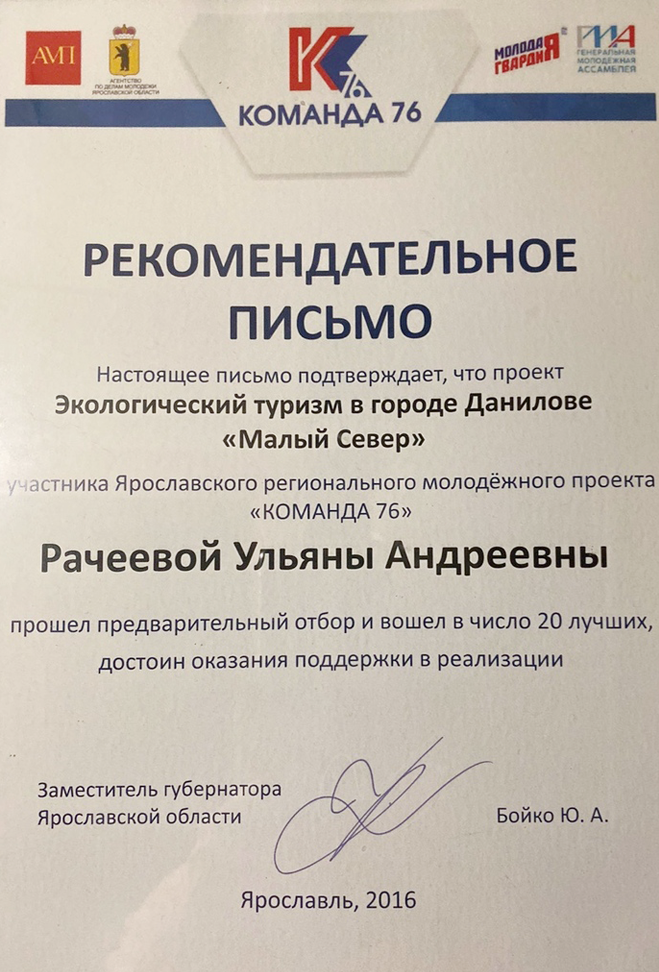 АМП
АГЕНТСТВО
ПО ДЕЛАМ МОЛОДЕЖИ
ЯРОСЛАВСКОЙ ОБЛАСТИ
К
76
КОМАНДА 76
МОЛОДАЯ
ГВАРДИЯ
ГМА
ГЕНЕРАЛЬНАЯ
МОЛОДЕЖНАЯ
АССАМБЛЕЯ
РЕКОМЕНДАТЕЛЬНОЕ
ПИСЬМО
Настоящее письмо подтверждает, что проект
Экологический туризм в городе Данилове
«Малый Север»
участника Ярославского регионального молодёжного проекта
«КОМАНДА 76»
Рачеевой Ульяны Андреевны
прошел предварительный отбор и вошел в число 20 лучших,
достоин оказания поддержки в реализации
Заместитель губернатора
Ярославской области
Бойко Ю. А.
Ярославль, 2016